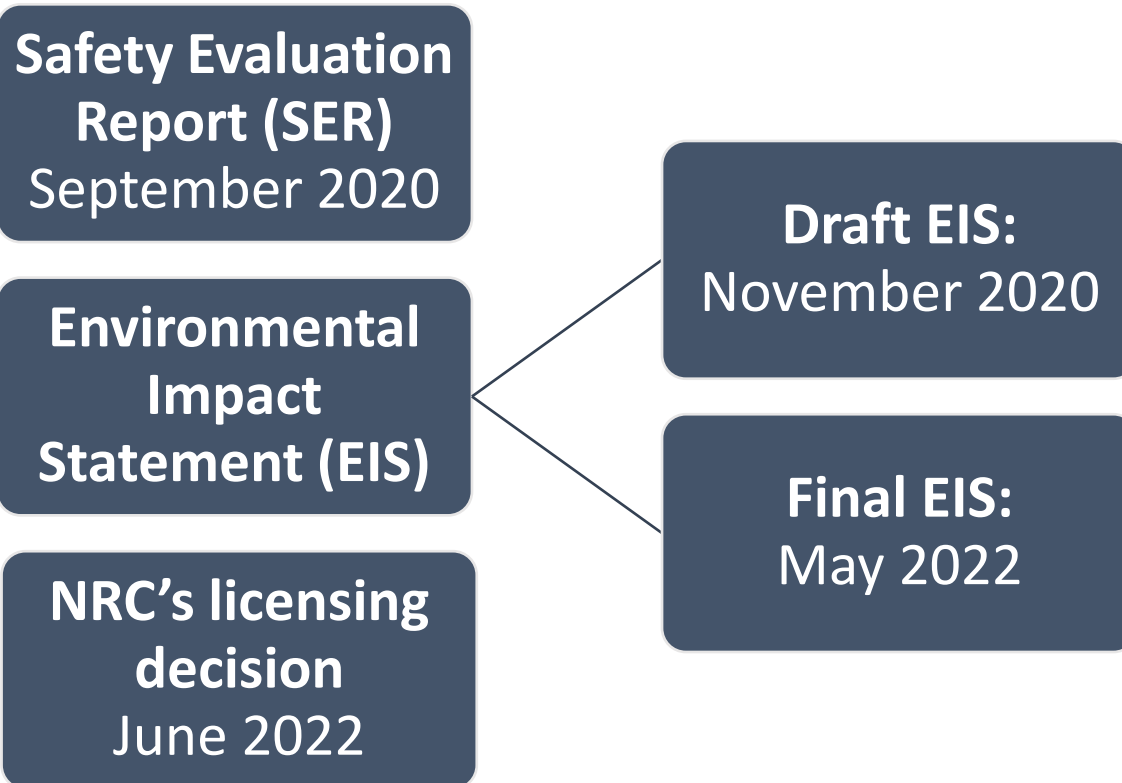 Safety Evaluation
Report (SER)
September 2020
Environmental
Impact
Statement (EIS)
Draft EIS:
November 2020
Final EIS:
May 2022
NRC’s licensing
decision
June 2022